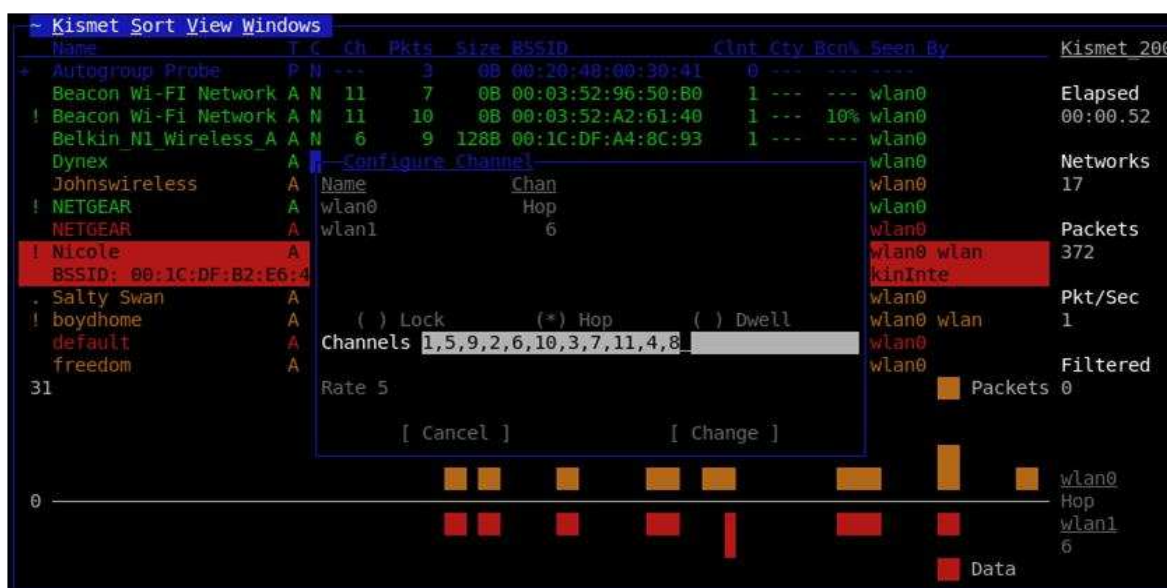 ~ Kismet Sort View Windows
Name T C Ch Pkts Size BSSID Clnt Cty Bcn% Seen By Kismet_200
+ Autogroup Probe P N --- 3 0B 00:20:48:00:30:41 0 --- --- ----
Beacon Wi-FI Network A N 11 7 0B 00:03:52:96:50:B0 1 --- --- wlan0 Elapsed
! Beacon Wi-Fi Network A N 11 10 0B 00:03:52:A2:61:40 1 --- 10% wlan0 00:00.52
Belkin_N1_Wireless_A A N 6 9 128B 00:1C:DF:A4:8C:93 1 --- --- wlan0
Dynex A Configure Channel wlan0 Networks
Johnswireless A Name Chan wlan0 17
! NETGEAR A wlan0 Hop wlan0
NETGEAR A wlan1 6 wlan0 Packets
! Nicole A wlan0 wlan 372
BSSID: 00:1C:DF:B2:E6:4 kinInte
. Salty Swan A wlan0 Pkt/Sec
! boydhome A ( ) Lock (*) Hop ( ) Dwell wlan0 wlan 1
default A Channels 1,5,9,2,6,10,3,7,11,4,8_ wlan0
freedom A wlan0 Filtered
31 Rate 5 Packets 0
[ Cancel ] [ Change ]
wlan0
0 Hop
wlan1
6
Data